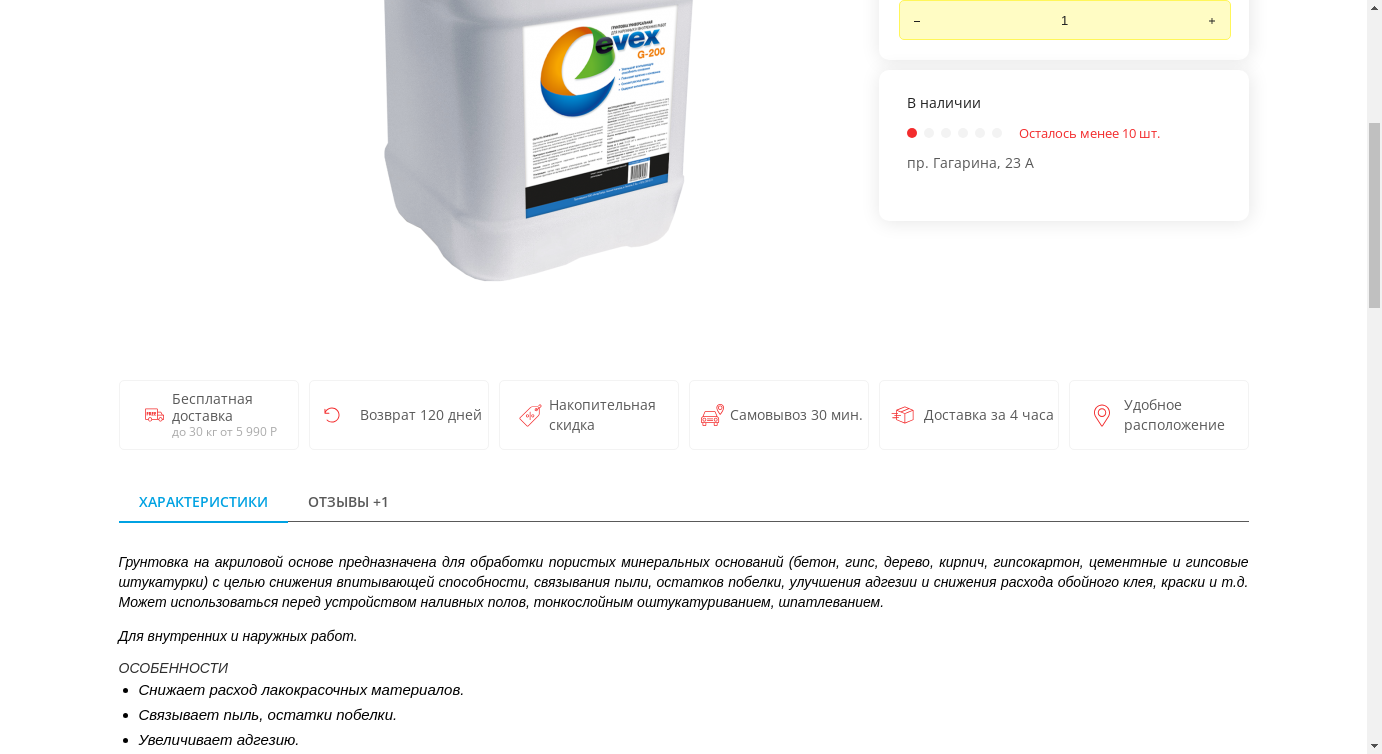 1
В наличии
Осталось менее 10 шт.
пр. Гагарина, 23 А
ГРУНТОВКА УНИВЕРСАЛЬНАЯ
evex
G-200
Бесплатная
доставка
до 30 кг от 5 990 Р
Возврат 120 дней
Накопительная
скидка
Самовывоз 30 мин.
Доставка за 4 часа
Удобное
расположение
ХАРАКТЕРИСТИКИ
ОТЗЫВЫ +1
Грунтовка на акриловой основе предназначена для обработки пористых минеральных оснований (бетон, гипс, дерево, кирпич, гипсокартон, цементные и гипсовые
штукатурки) с целью снижения впитывающей способности, связывания пыли, остатков побелки, улучшения адгезии и снижения расхода обойного клея, краски и т.д.
Может использоваться перед устройством наливных полов, тонкослойным оштукатуриванием, шпатлеванием.
Для внутренних и наружных работ.
ОСОБЕННОСТИ
Снижает расход лакокрасочных материалов.
Связывает пыль, остатки побелки.
Увеличивает адгезию.